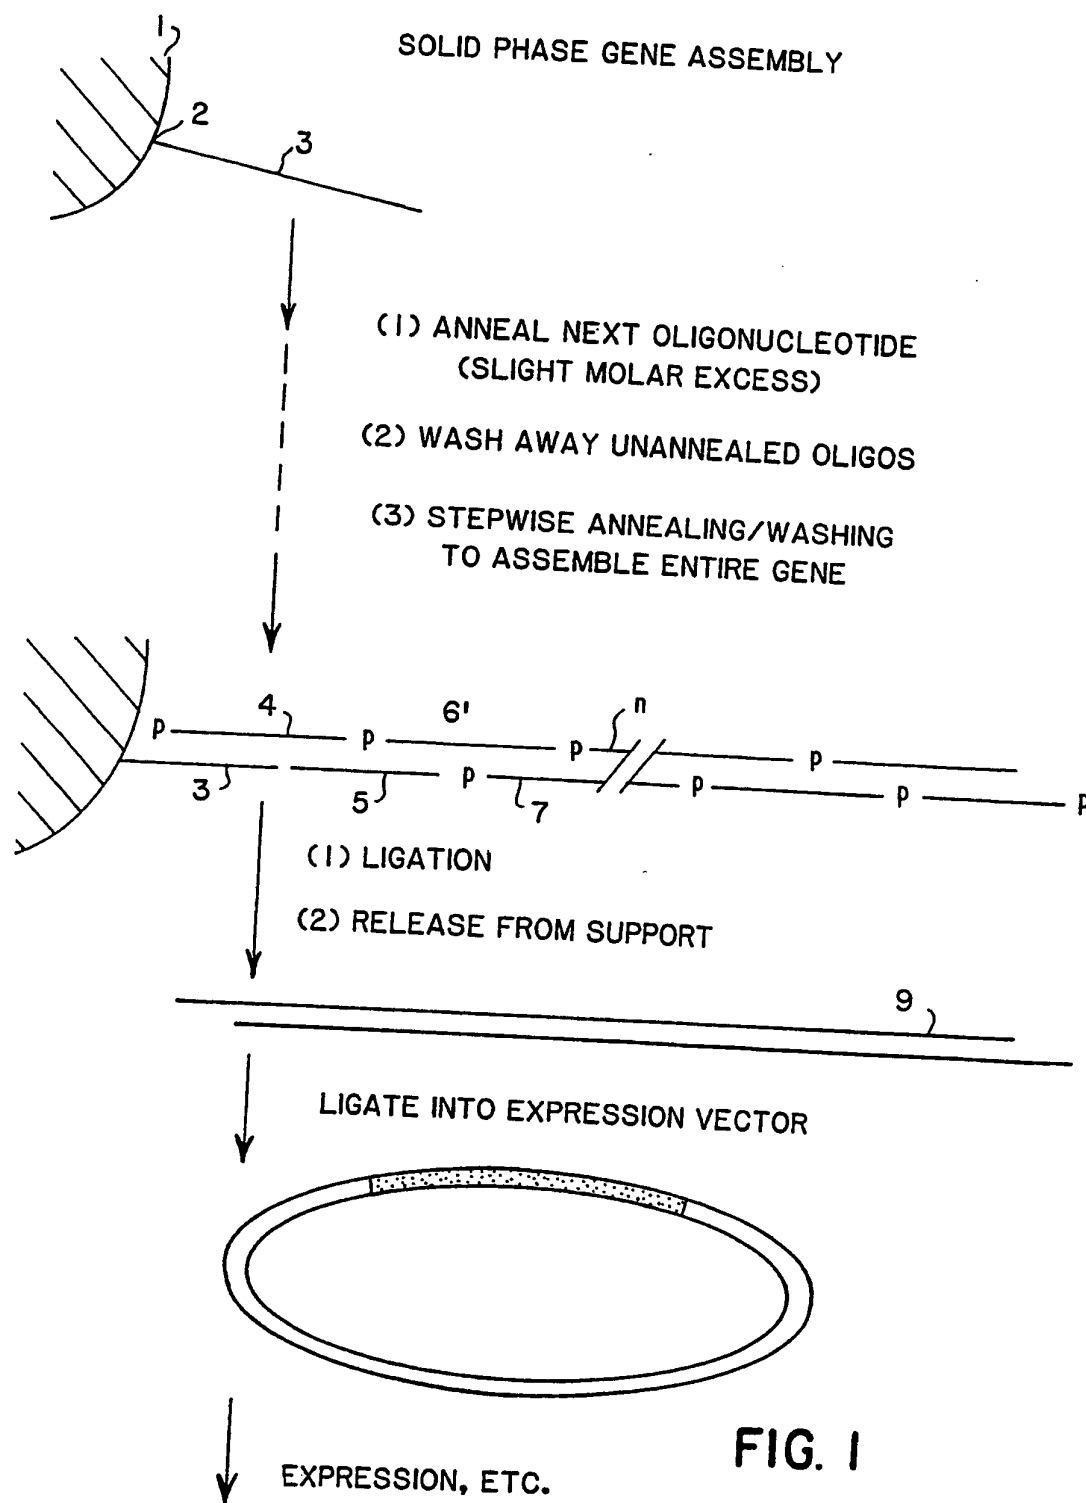 SOLID PHASE GENE ASSEMBLY
1
2
3
(1) ANNEAL NEXT OLIGONUCLEOTIDE
(SLIGHT MOLAR EXCESS)
(2) WASH AWAY UNANNEALED OLIGOS
(3) STEPWISE ANNEALING/WASHING
TO ASSEMBLE ENTIRE GENE
p 4 p 6' p n p
3 5 p 7 p p p
(1) LIGATION
(2) RELEASE FROM SUPPORT
9
LIGATE INTO EXPRESSION VECTOR
FIG. 1
EXPRESSION, ETC.